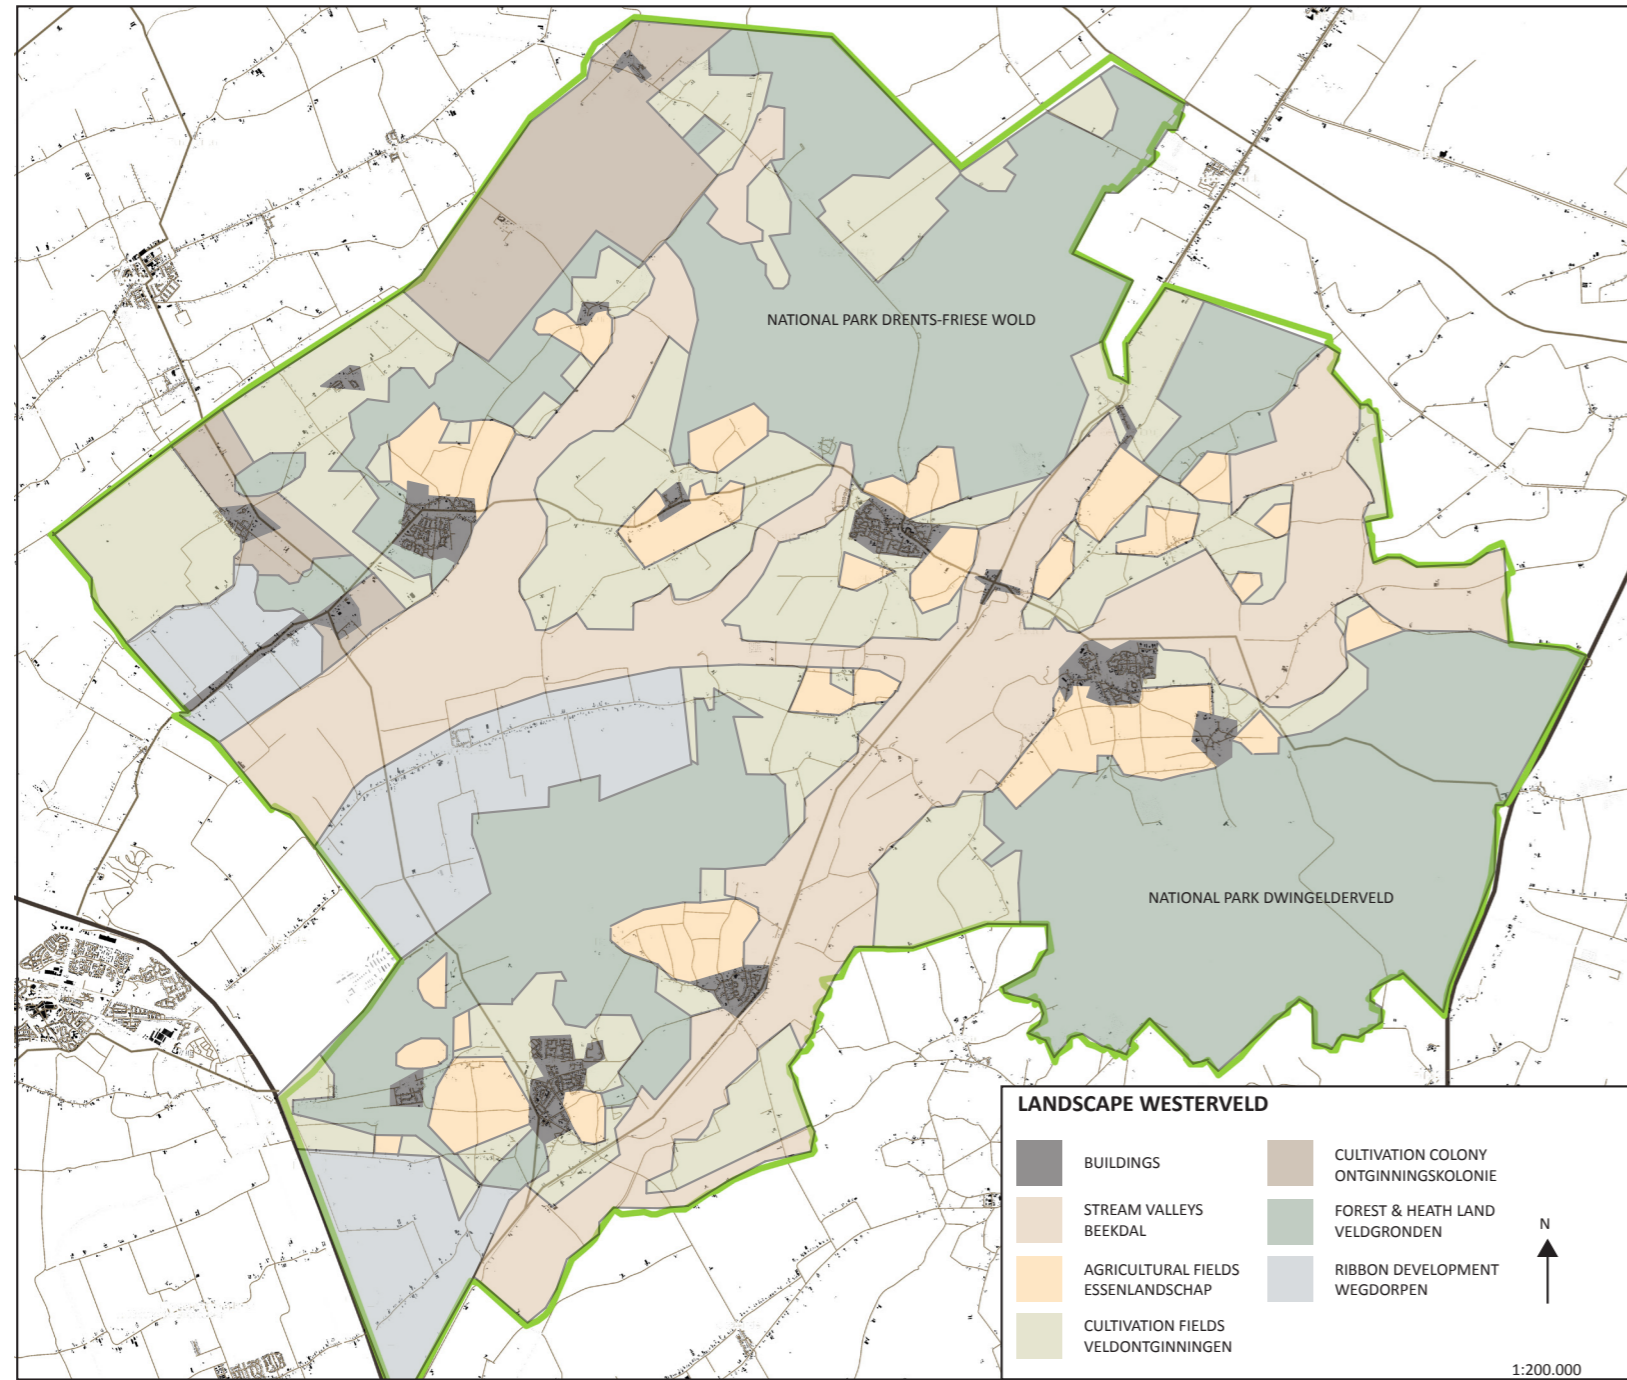 NATIONAL PARK DRENTS-FRIESE WOLD
NATIONAL PARK DWINGELDERVELD
LANDSCAPE WESTERVELD
BUILDINGS
STREAM VALLEYS
BEEKDAL
AGRICULTURAL FIELDS
ESSENLANDSCHAP
CULTIVATION FIELDS
VELDONTGINNINGEN
CULTIVATION COLONY
ONTGINNINGSKOLONIE
FOREST & HEATH LAND
VELDGRONDEN
RIBBON DEVELOPMENT
WEGDORPEN
N
1:200.000